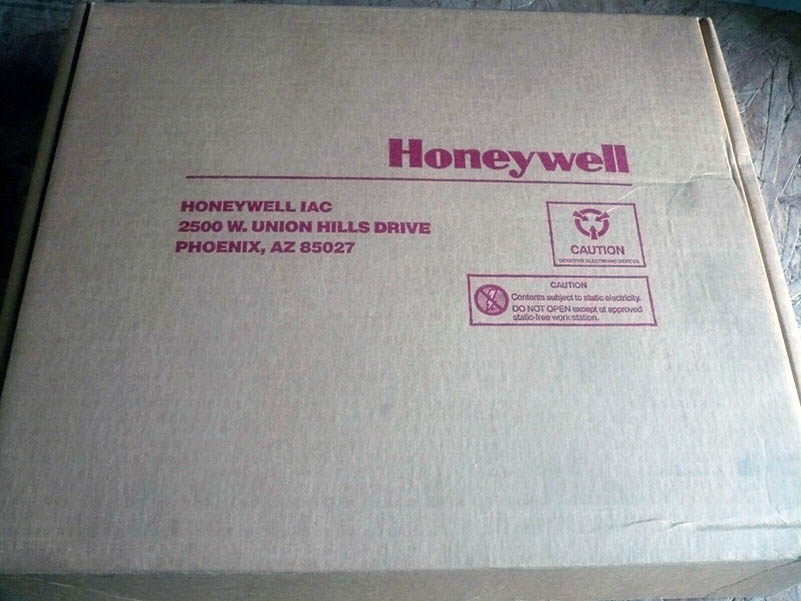 Honeywell
HONEYWELL IAC
2500 W. UNION HILLS DRIVE
PHOENIX, AZ 85027
CAUTION
SENSITIVE ELECTRONIC DEVICES
CAUTION
Contents subject to static electricity.
DO NOT OPEN except at approved
static-free work station.